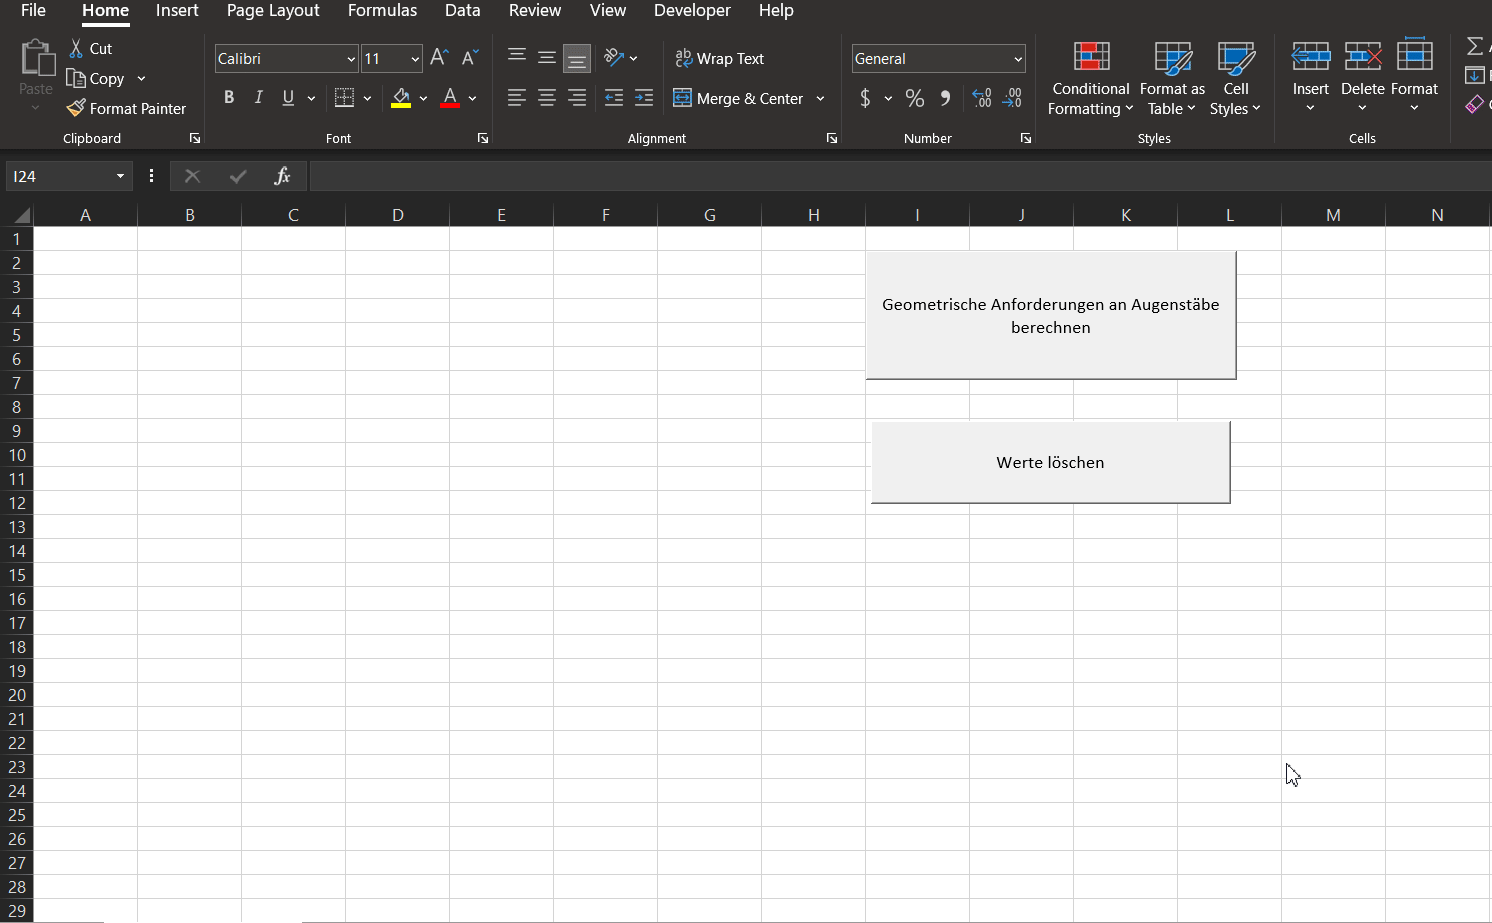 File Home Insert Page Layout Formulas Data Review View Developer Help
Paste
Cut
Copy
Format Painter
Clipboard
Calibri 11 A A
B I U A
Font
ab Wrap Text
Merge & Center
Alignment
General
$ % 9 .00 .00
Number
Conditional Formatting
Format as Table
Cell Styles
Styles
Insert Delete Format
Cells
I24 fx
A B C D E F G H I J K L M N
1
2
3
4
5
6
7
8
9
10
11
12
13
14
15
16
17
18
19
20
21
22
23
24
25
26
27
28
29
Geometrische Anforderungen an Augenstäbe
berechnen
Werte löschen